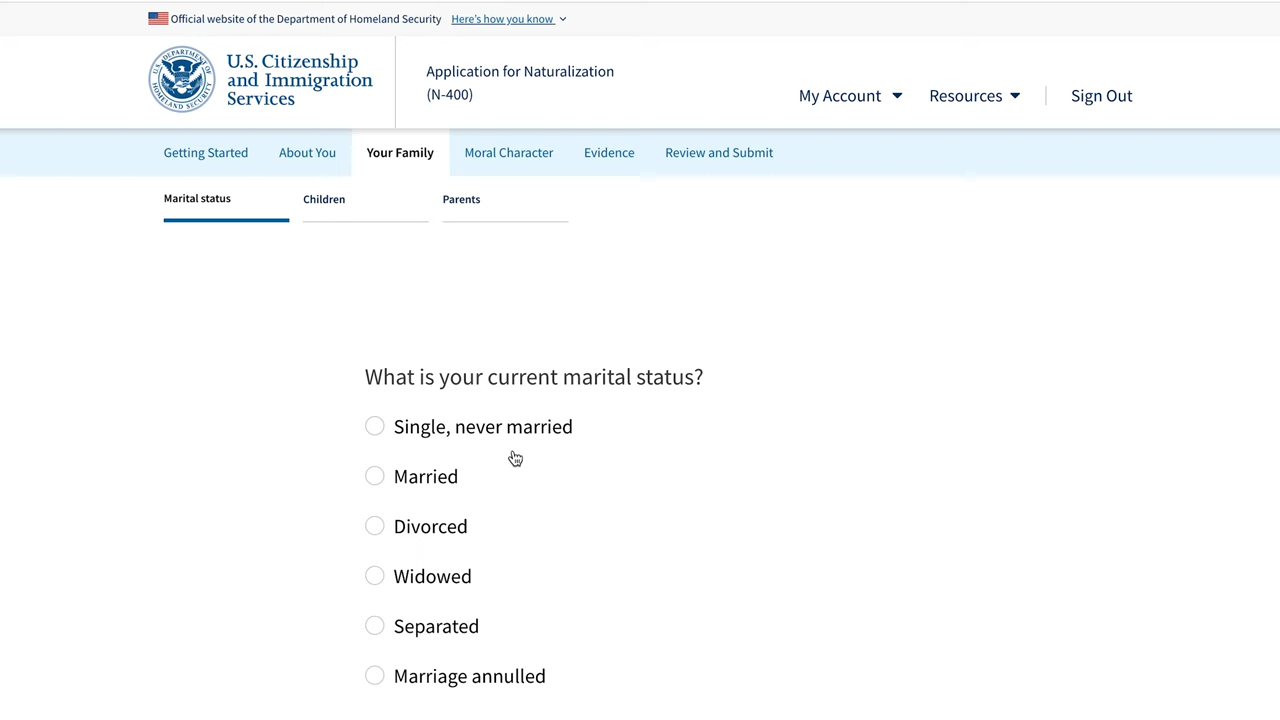 Official website of the Department of Homeland Security Here's how you know
U.S. Citizenship
and Immigration
Services
Application for Naturalization
(N-400)
My Account Resources Sign Out
Getting Started About You Your Family Moral Character Evidence Review and Submit
Marital status Children Parents
What is your current marital status?
Single, never married
Married
Divorced
Widowed
Separated
Marriage annulled